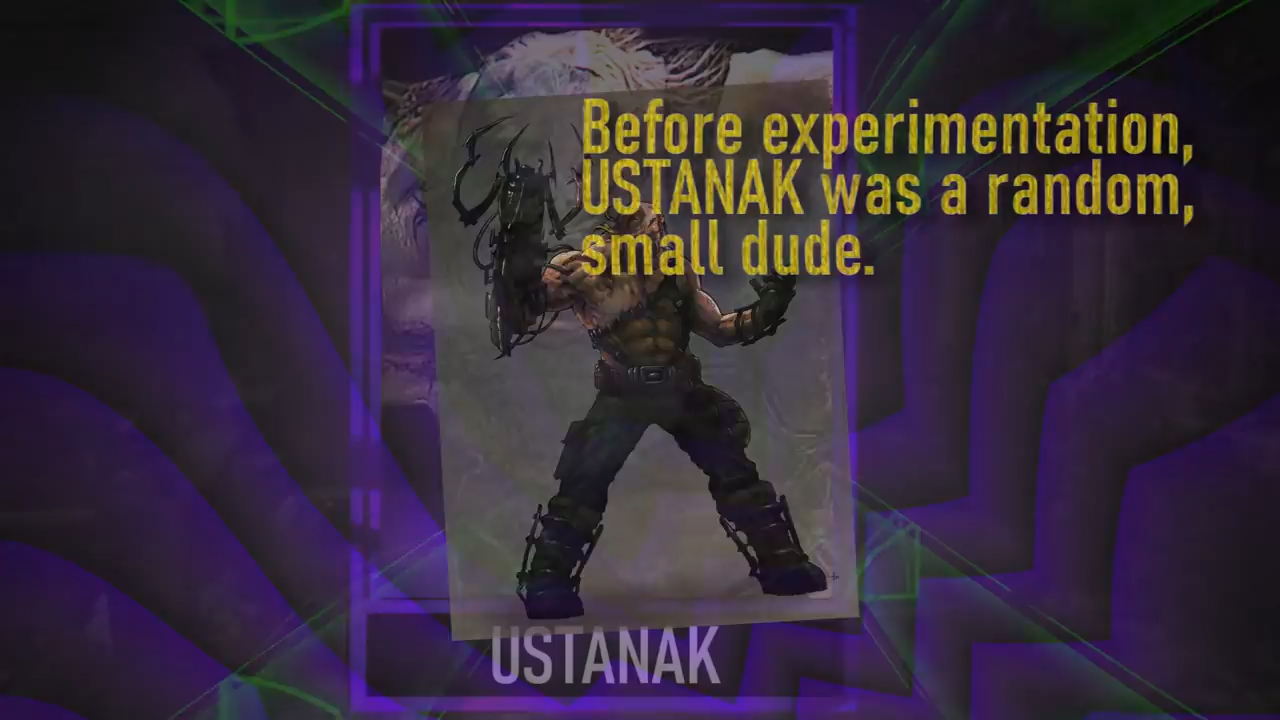 Before experimentation,
USTANAK was a random,
small dude.
USTANAK